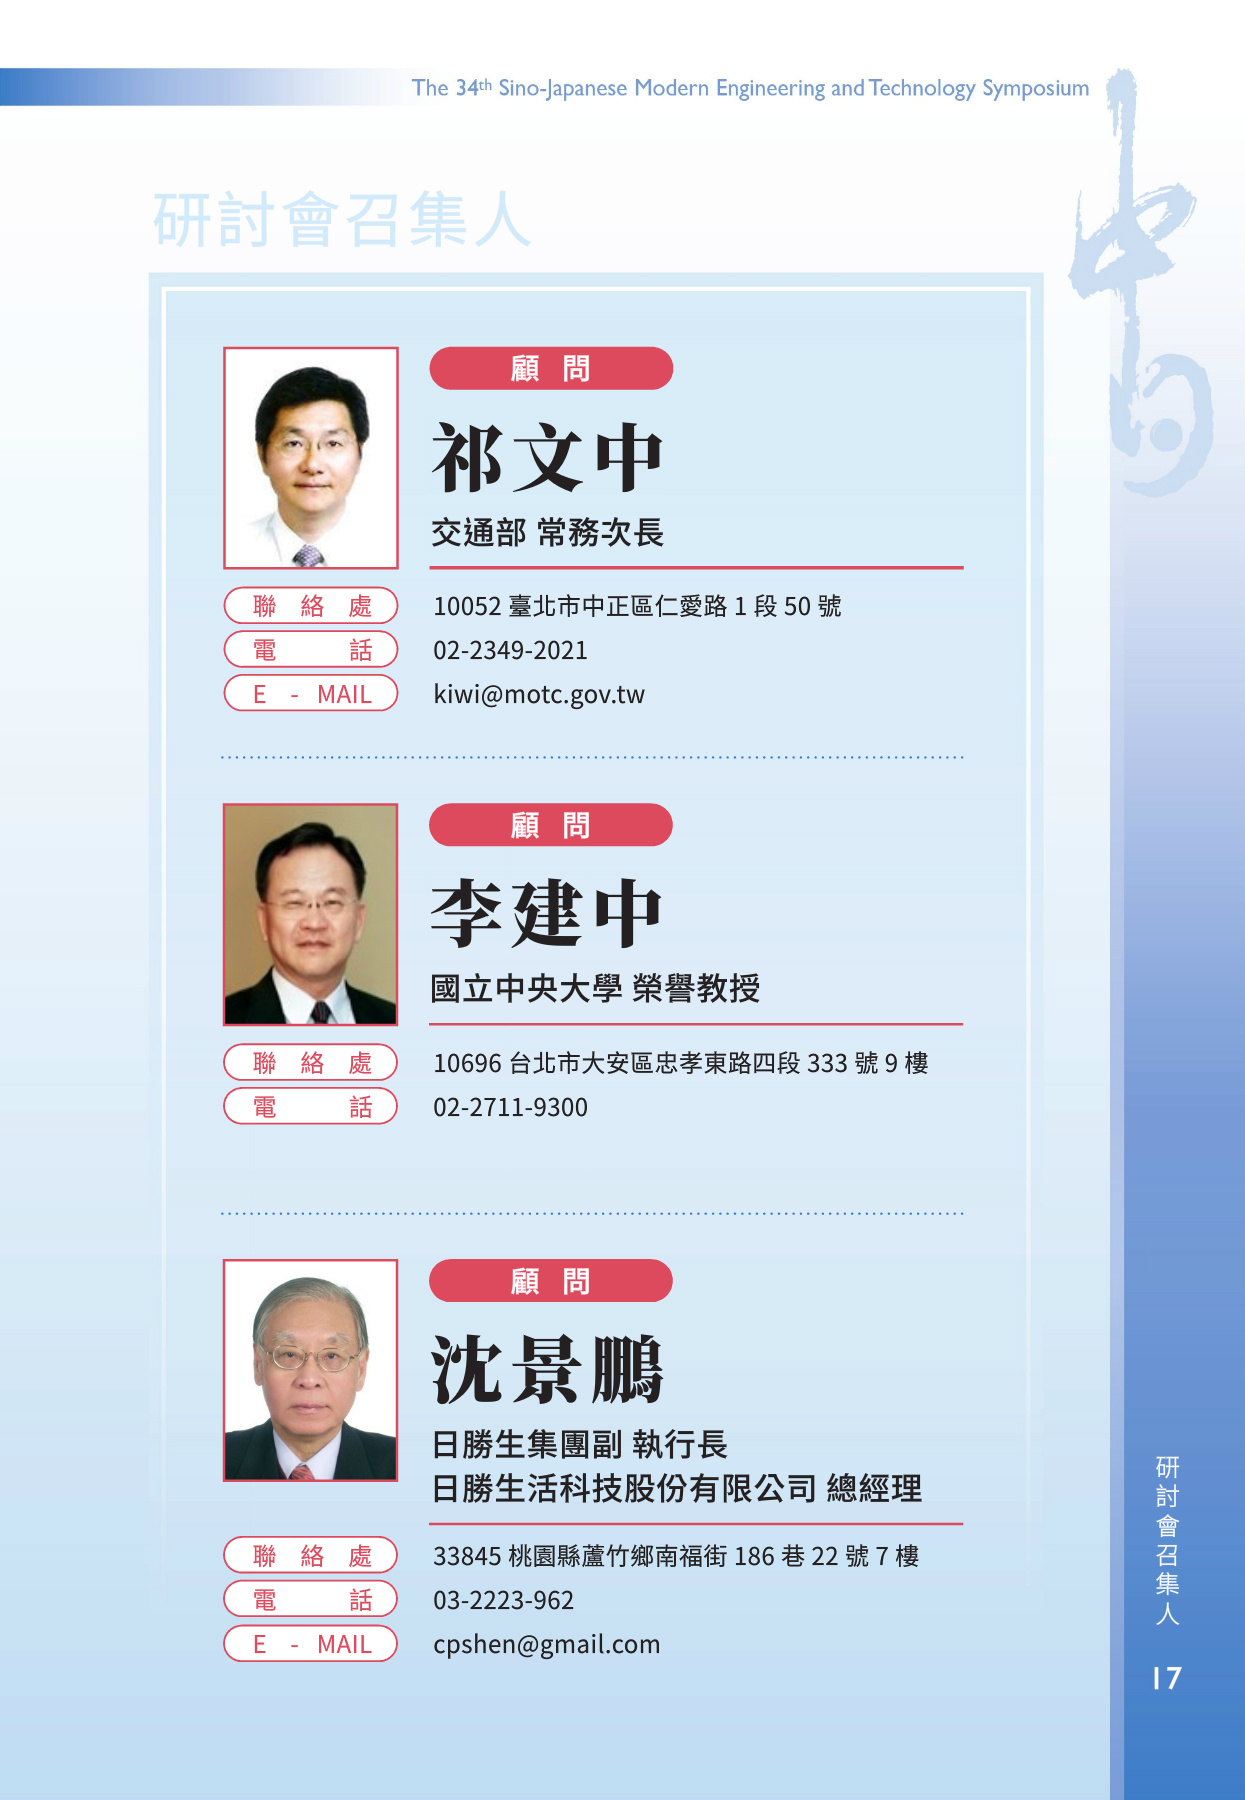 The 34th Sino-Japanese Modern Engineering and Technology Symposium
研討會召集人
顧問
祁文中
交通部 常務次長
聯絡處 10052 臺北市中正區仁愛路 1 段 50 號
電話 02-2349-2021
E-MAIL kiwi@motc.gov.tw
顧問
李建中
國立中央大學 榮譽教授
聯絡處 10696 台北市大安區忠孝東路四段 333 號 9 樓
電話 02-2711-9300
顧問
沈景鵬
日勝生集團副 執行長
日勝生活科技股份有限公司 總經理
聯絡處 33845 桃園縣蘆竹鄉南福街 186 巷 22 號 7 樓
電話 03-2223-962
E-MAIL cpshen@gmail.com
中日
研討會召集人
17